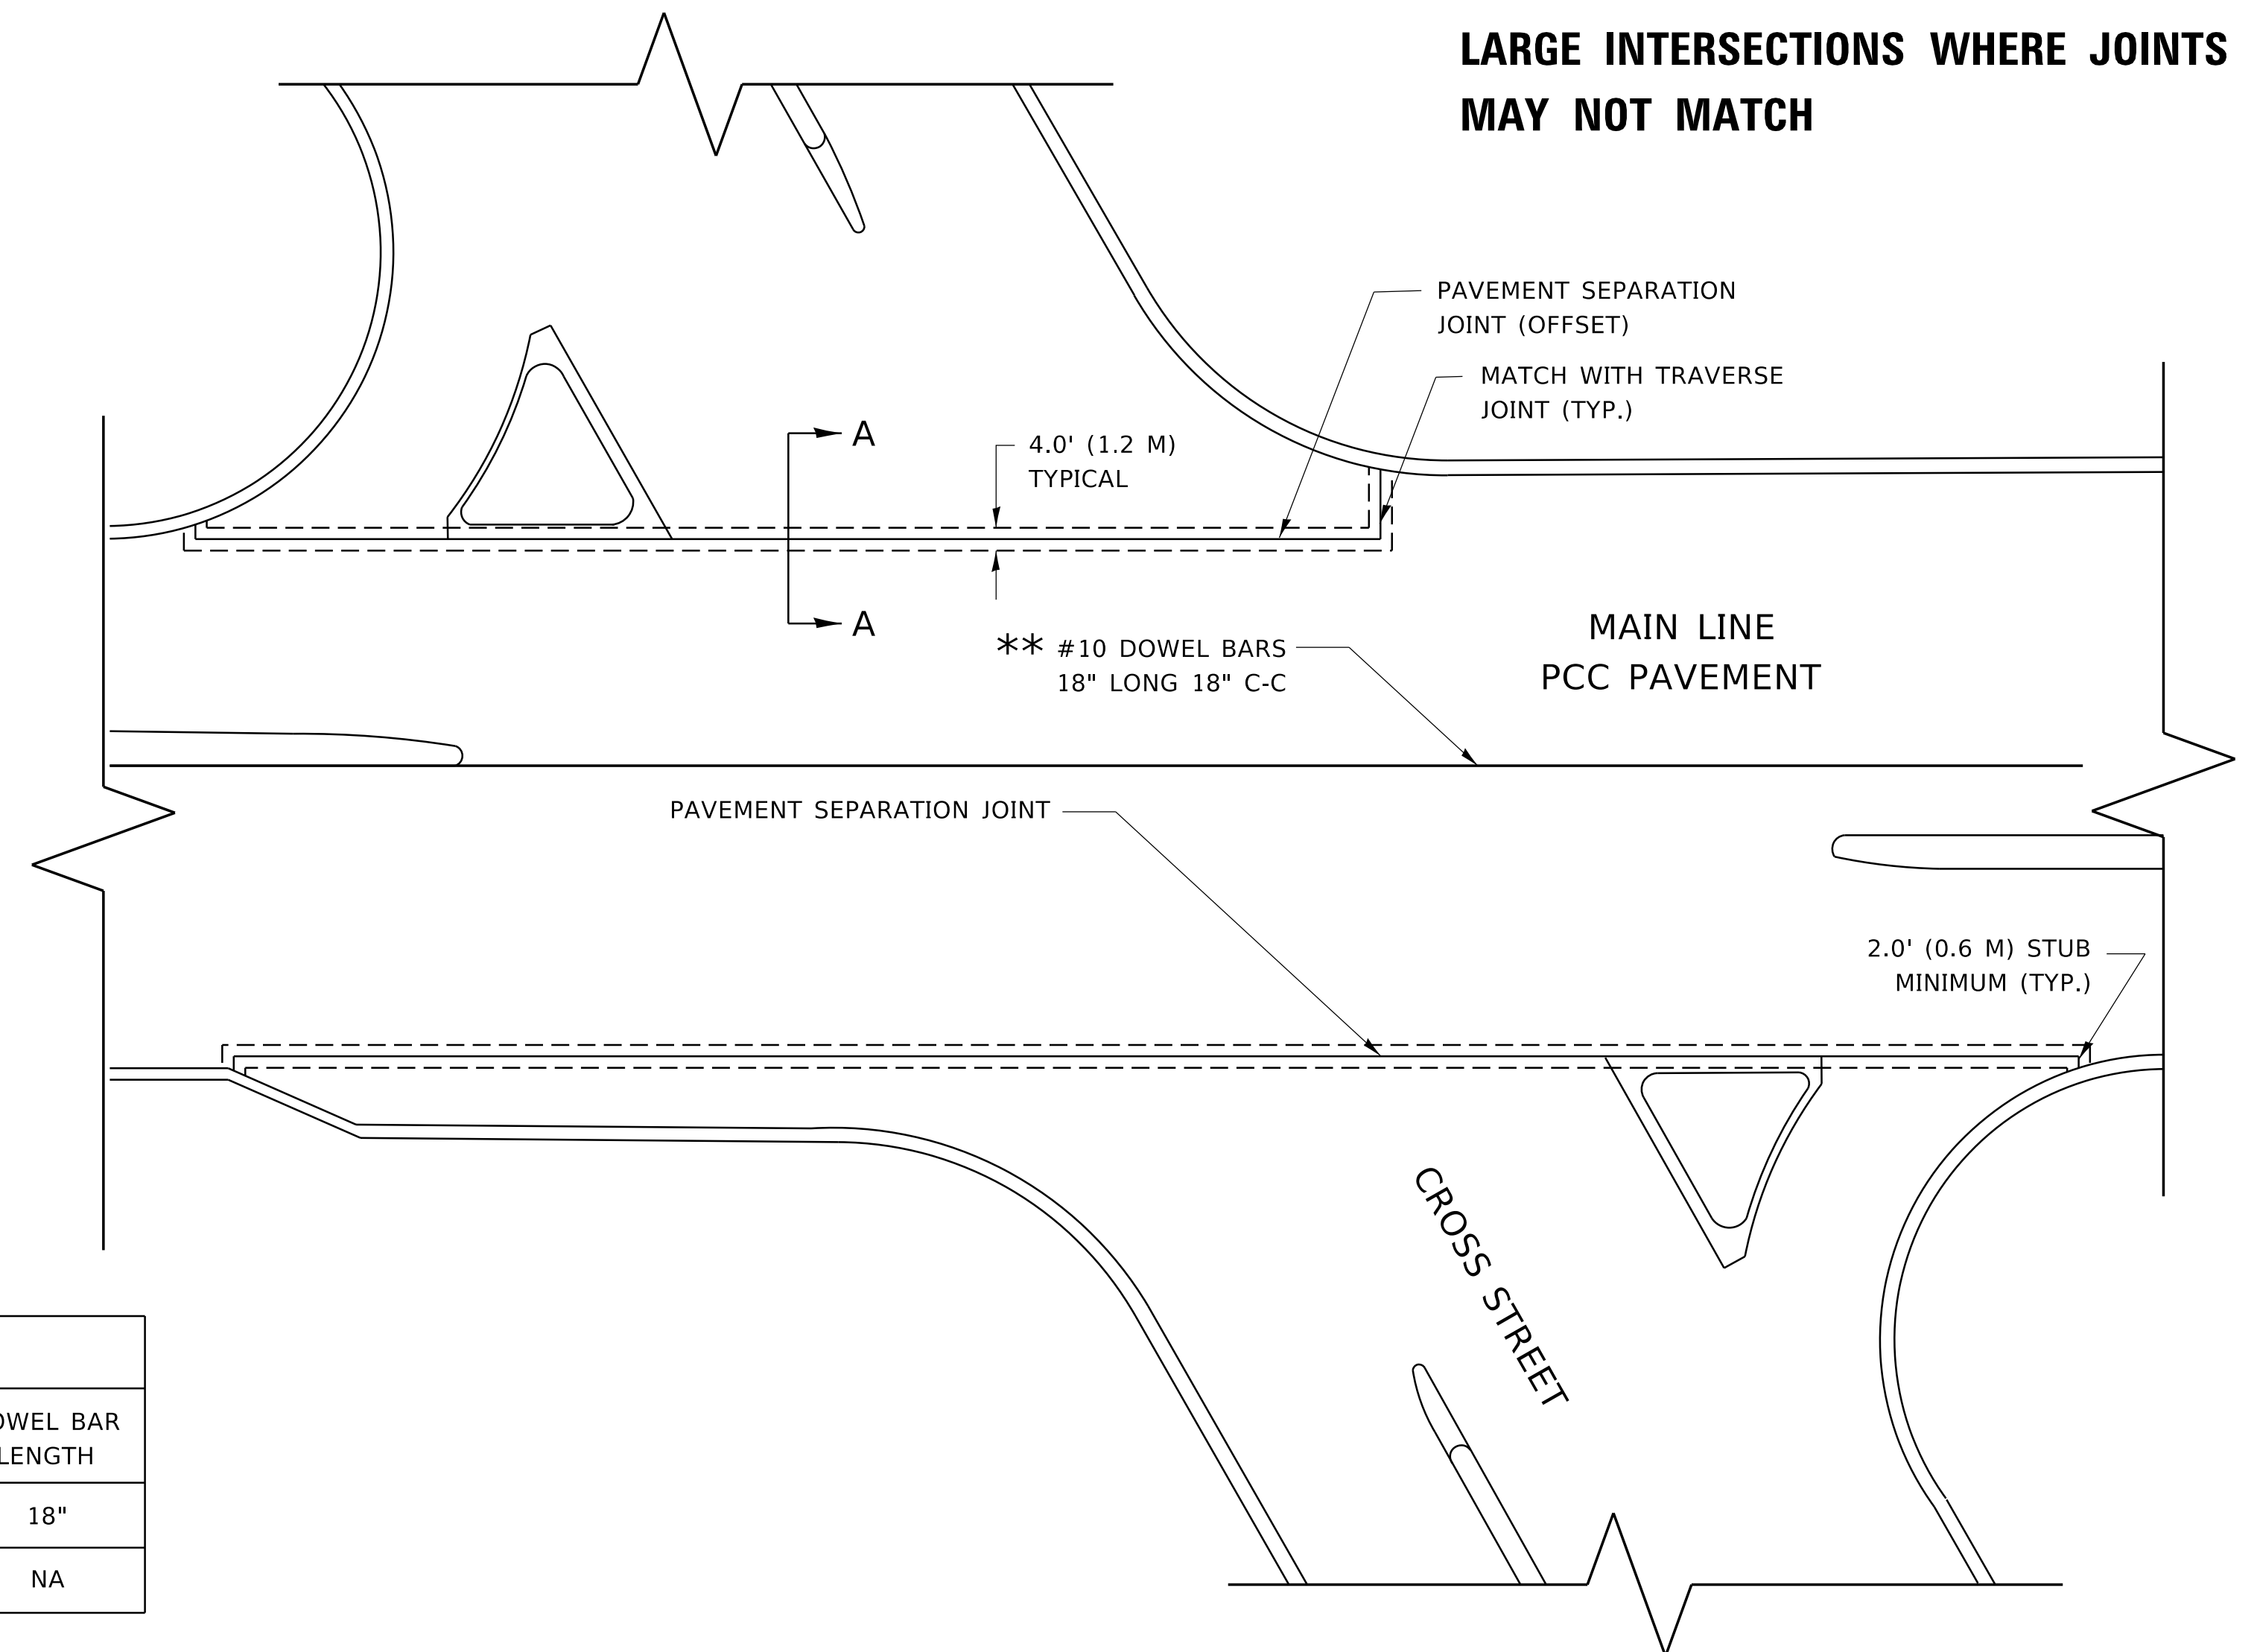 LARGE INTERSECTIONS WHERE JOINTS
MAY NOT MATCH
PAVEMENT SEPARATION
JOINT (OFFSET)
MATCH WITH TRAVERSE
JOINT (TYP.)
A
4.0' (1.2 M)
TYPICAL
A
** #10 DOWEL BARS
18" LONG 18" C-C
MAIN LINE
PCC PAVEMENT
PAVEMENT SEPARATION JOINT
2.0' (0.6 M) STUB
MINIMUM (TYP.)
CROSS STREET
BAR
LENGTH
18"
NA